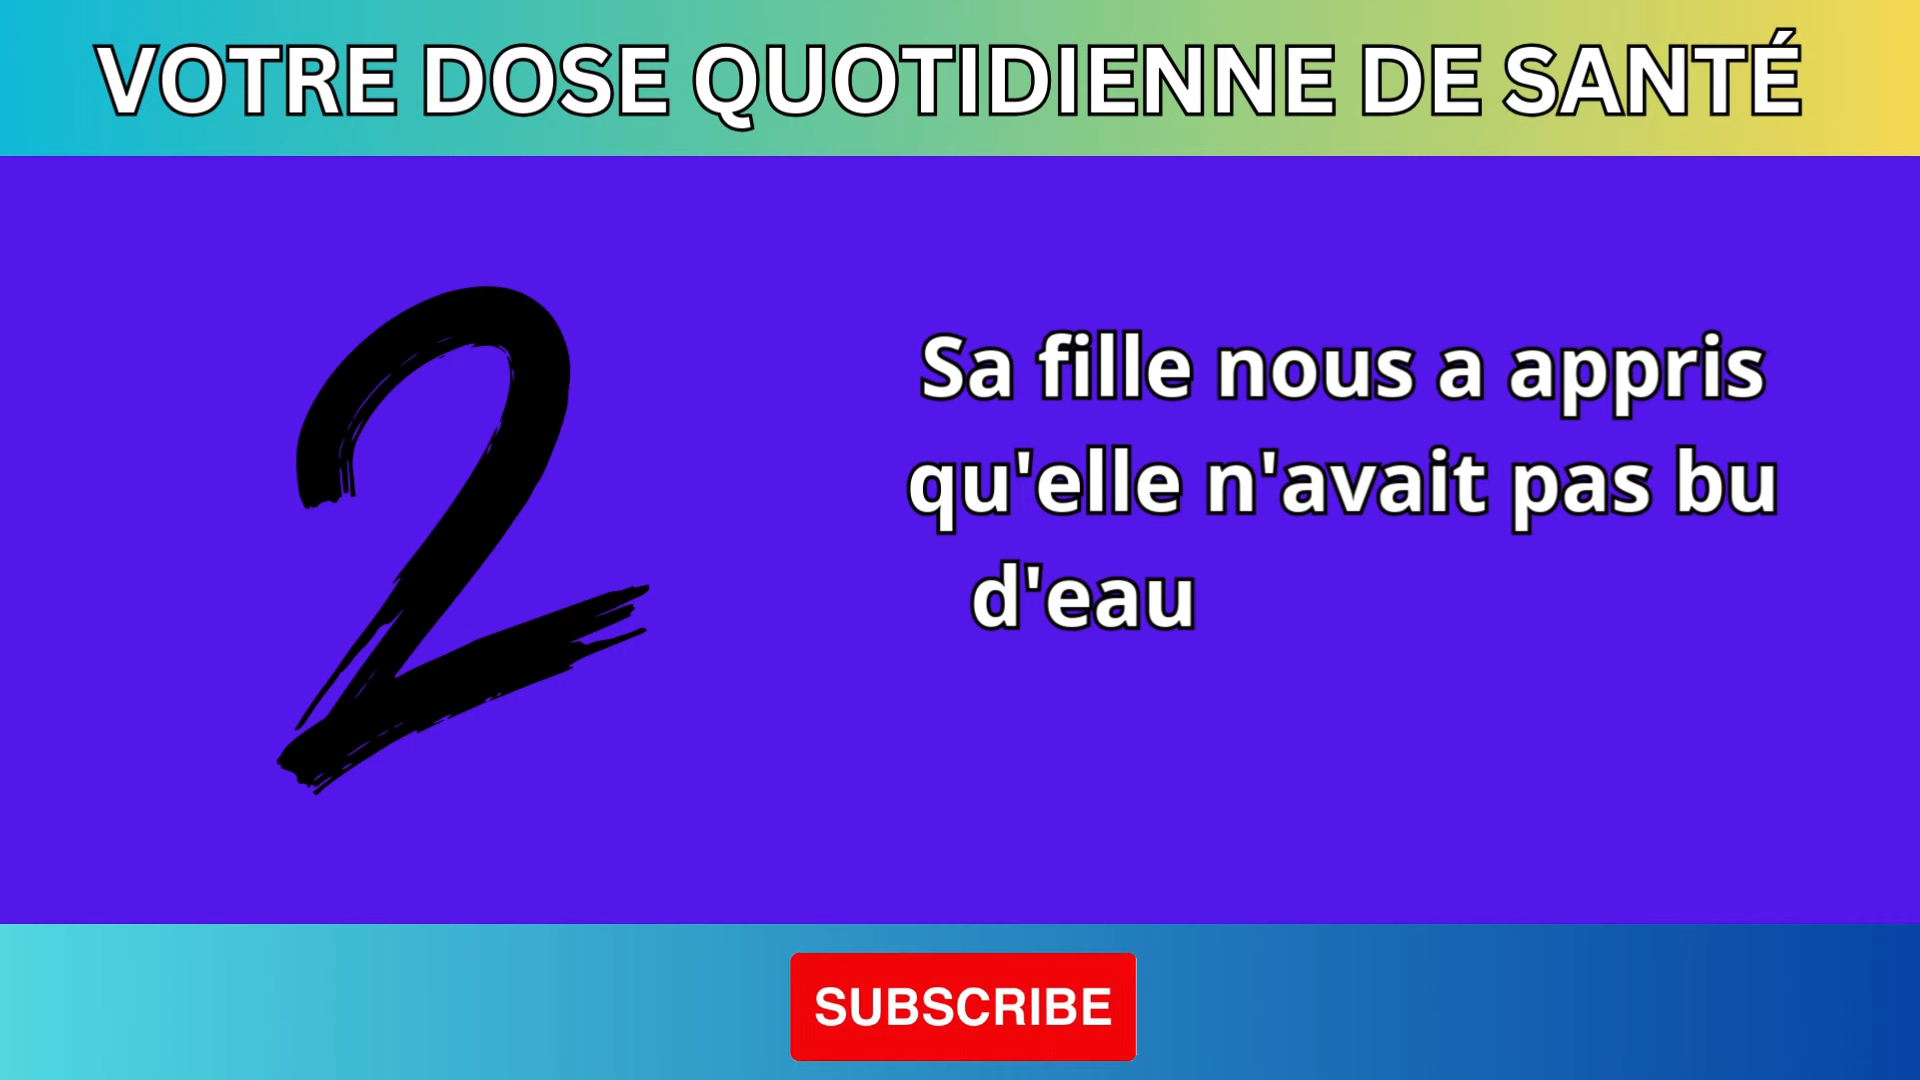 VOTRE DOSE QUOTIDIENNE DE SANTÉ
2
Sa fille nous a appris
qu'elle n'avait pas bu
d'eau
SUBSCRIBE